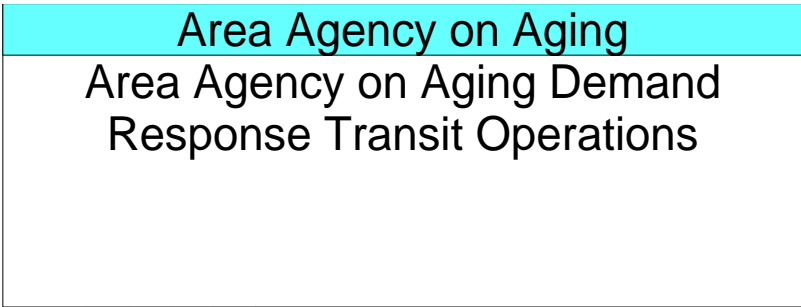 Area Agency on Aging
Area Agency on Aging Demand
Response Transit Operations